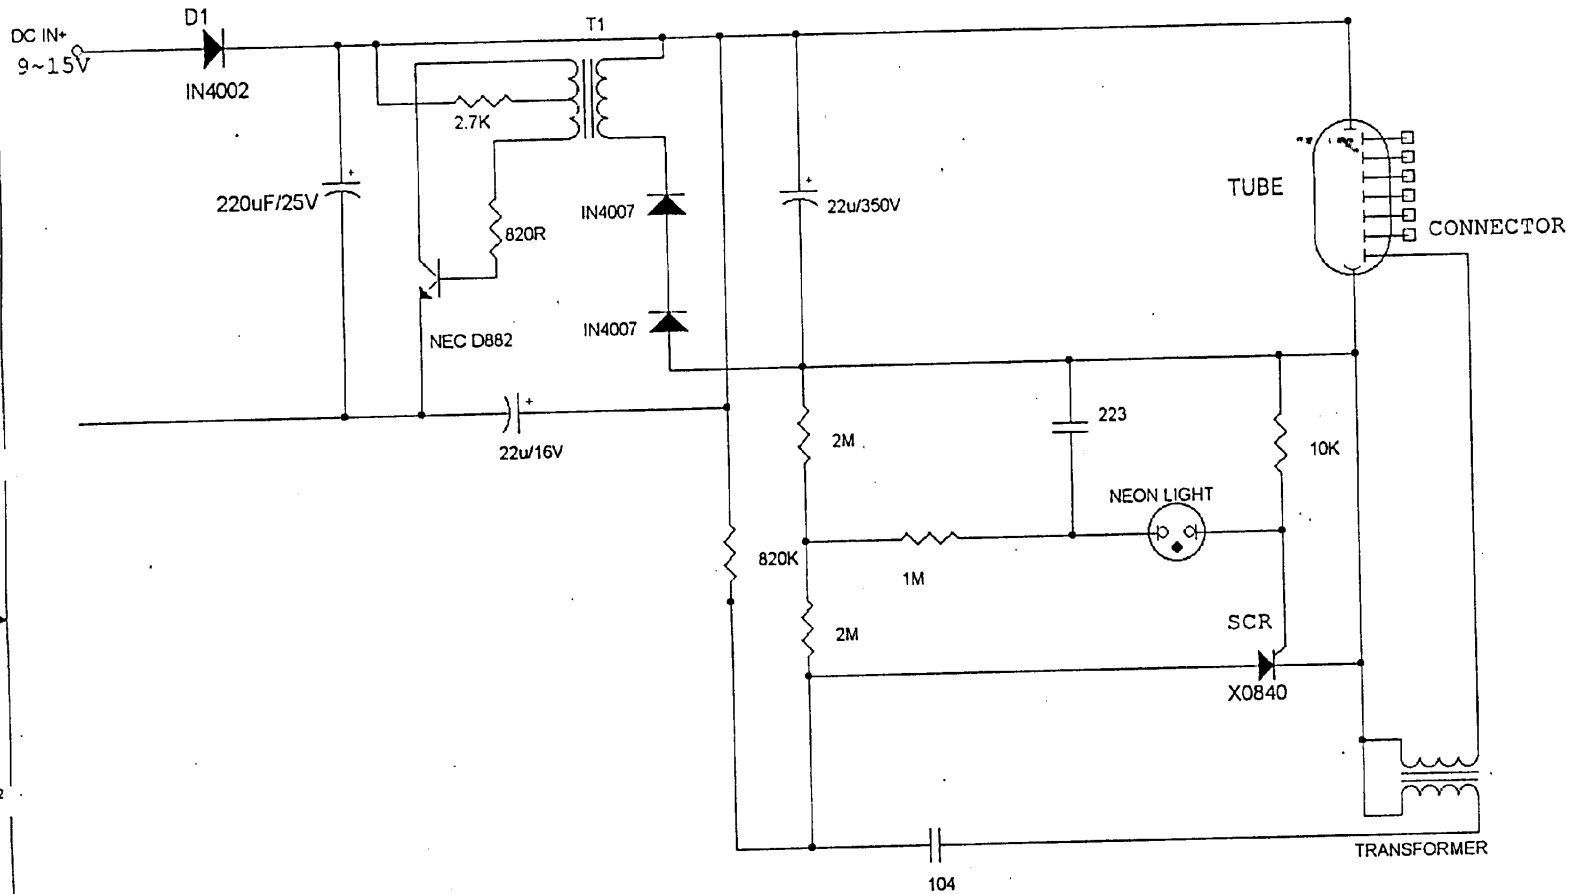 D1
T1
DC IN+
9~15V
IN4002
2.7K
220uF/25V
820R
IN4007
22u/350V
TUBE
CONNECTOR
IN4007
NEC D882
22u/16V
2M
223
10K
NEON LIGHT
820K
1M
2M
SCR
X0840
TRANSFORMER
104